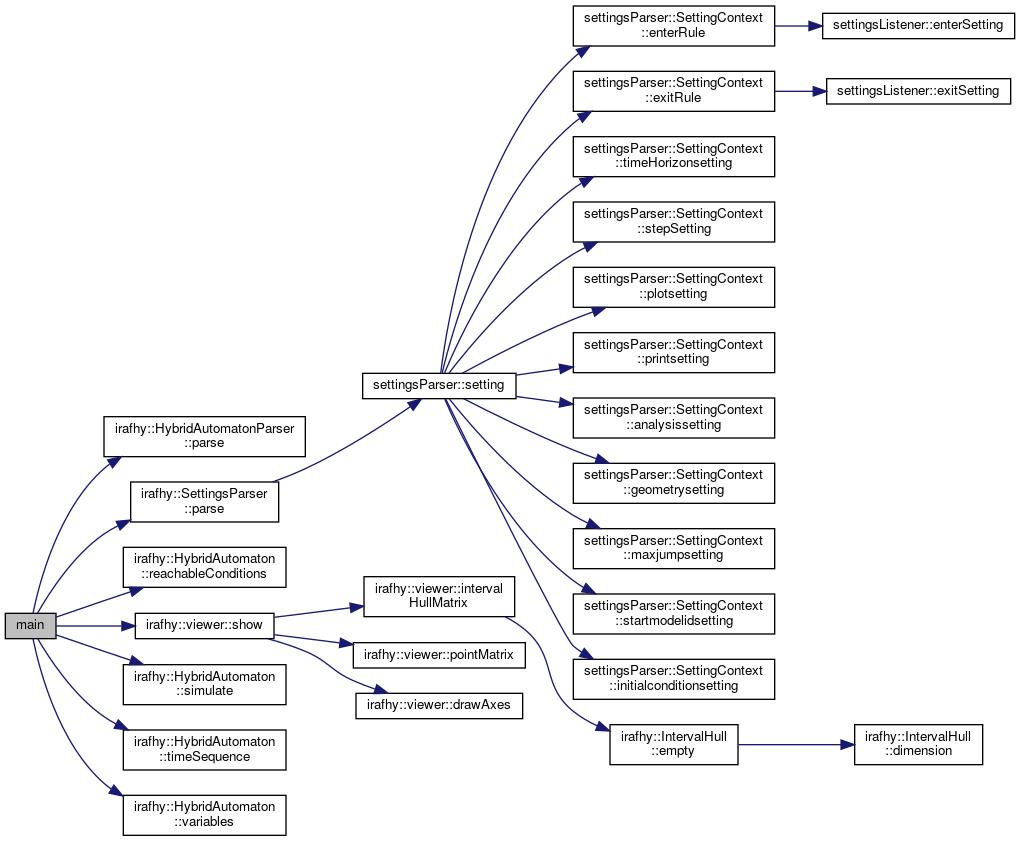 settingsParser::SettingContext
::enterRule
settingsListener::enterSetting
settingsParser::SettingContext
::exitRule
settingsListener::exitSetting
settingsParser::SettingContext
::timeHorizonsetting
settingsParser::SettingContext
::stepSetting
settingsParser::SettingContext
::plotsetting
settingsParser::SettingContext
::printsetting
settingsParser::setting
settingsParser::SettingContext
::analysissetting
irafhy::HybridAutomatonParser
::parse
settingsParser::SettingContext
::geometrysetting
irafhy::SettingsParser
::parse
settingsParser::SettingContext
::maxjumpsetting
irafhy::HybridAutomaton
::reachableConditions
irafhy::viewer::interval
HullMatrix
settingsParser::SettingContext
::startmodelidsetting
main
irafhy::viewer::show
irafhy::viewer::pointMatrix
irafhy::HybridAutomaton
::simulate
settingsParser::SettingContext
::initialconditionsetting
irafhy::viewer::drawAxes
irafhy::HybridAutomaton
::timeSequence
irafhy::IntervalHull
::empty
irafhy::IntervalHull
::dimension
irafhy::HybridAutomaton
::variables